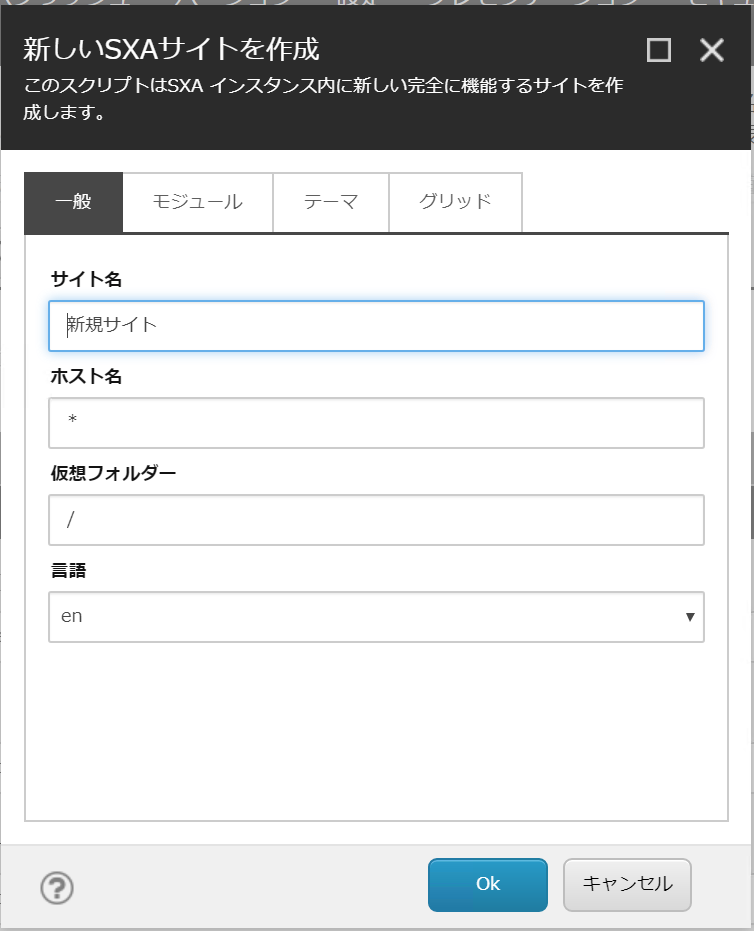 新しいSXAサイトを作成
このスクリプトはSXA インスタンス内に新しい完全に機能するサイトを作
成します。
一般 モジュール テーマ グリッド
サイト名
新規サイト
ホスト名
*
仮想フォルダー
/
言語
en
Ok キャンセル